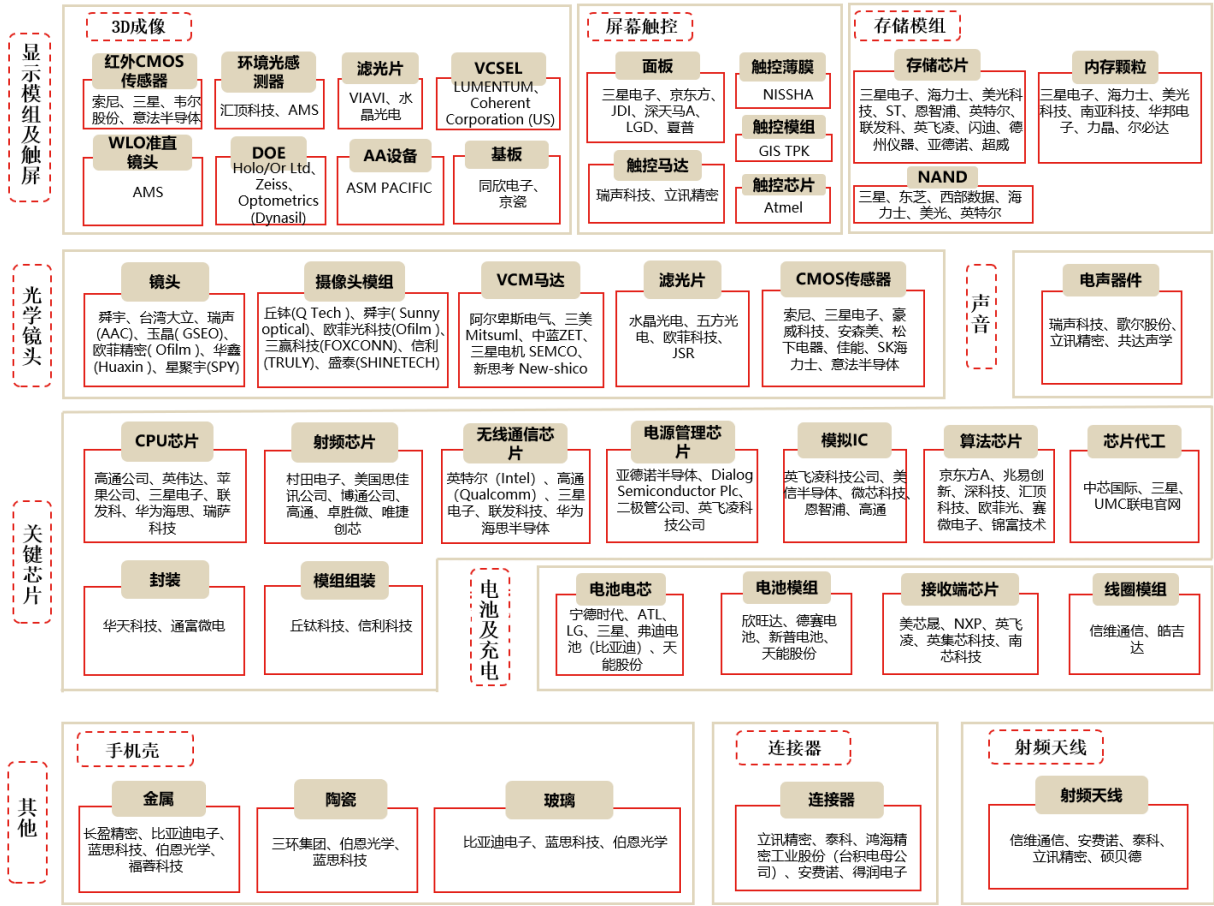 显示模组及触屏
3D成像
红外CMOS
传感器
索尼、三星、韦尔
股份、意法半导体
环境光感
测器
汇顶科技、AMS
滤光片
VIAVI、水
晶光电
VCSEL
LUMENTUM、
Coherent
Corporation (US)
WLO准直
镜头
AMS
DOE
Holo/Or Ltd、
Zeiss、
Optometrics
(Dynasil)
AA设备
ASM PACIFIC
基板
同欣电子、
京瓷
屏幕触控
面板
三星电子、京东方、
JDI、深天马A、
LGD、夏普
触控薄膜
NISSHA
触控模组
GIS TPK
触控马达
瑞声科技、立讯精密
触控芯片
Atmel
存储模组
存储芯片
三星电子、海力士、美光科
技、ST、恩智浦、英特尔、
联发科、英飞凌、闪迪、德
州仪器、亚德诺、超威
内存颗粒
三星电子、海力士、美光
科技、南亚科技、华邦电
子、力晶、尔必达
NAND
三星、东芝、西部数据、海
力士、美光、英特尔
光学镜头
镜头
舜宇、台湾大立、瑞声
(AAC)、玉晶( GSEO)、
欧菲精密( Ofilm )、华鑫
(Huaxin )、星聚宇(SPY)
摄像头模组
丘钵(Q Tech )、舜宇( Sunny
optical)、欧菲光科技(Ofilm )、
三赢科技(FOXCONN)、信利
(TRULY)、盛泰(SHINETECH)
VCM马达
阿尔卑斯电气、三美
Mitsuml、中蓝ZET、
三星电机 SEMCO、
新思考 New-shico
滤光片
水晶光电、五方光
电、欧菲科技、
JSR
CMOS传感器
索尼、三星电子、豪
威科技、安森美、松
下电器、佳能、SK海
力士、意法半导体
声音
电声器件
瑞声科技、歌尔股份、
立讯精密、共达声学
关键芯片
CPU芯片
高通公司、英伟达、苹
果公司、三星电子、联
发科、华为海思、瑞萨
科技
射频芯片
村田电子、美国思佳
讯公司、博通公司、
高通、卓胜微、唯捷
创芯
无线通信芯
片
英特尔（Intel）、高通
（Qualcomm）、三星
电子、联发科技、华为
海思半导体
电源管理芯
片
亚德诺半导体、Dialog
Semiconductor Plc、
二极管公司、英飞凌科
技公司
模拟IC
英飞凌科技公司、美
信半导体、微芯科技、
恩智浦、高通
算法芯片
京东方A、兆易创
新、深科技、汇顶
科技、欧菲光、赛
微电子、锦富技术
芯片代工
中芯国际、三星、
UMC联电官网
封装
华天科技、通富微电
模组组装
丘钛科技、信利科技
电池及充电
电池电芯
宁德时代、ATL、
LG、三星、弗迪电
池（比亚迪）、天
能股份
电池模组
欣旺达、德赛电
池、新普电池、
天能股份
接收端芯片
美芯晟、NXP、英飞
凌、英集芯科技、南
芯科技
线圈模组
信维通信、皓吉
达
其他
手机壳
金属
长盈精密、比亚迪电子、
蓝思科技、伯恩光学、
福蓉科技
陶瓷
三环集团、伯恩光学、
蓝思科技
玻璃
比亚迪电子、蓝思科技、伯恩光学
连接器
连接器
立讯精密、泰科、鸿海精
密工业股份（台积电母公
司）、安费诺、得润电子
射频天线
射频天线
信维通信、安费诺、泰科、
立讯精密、硕贝德